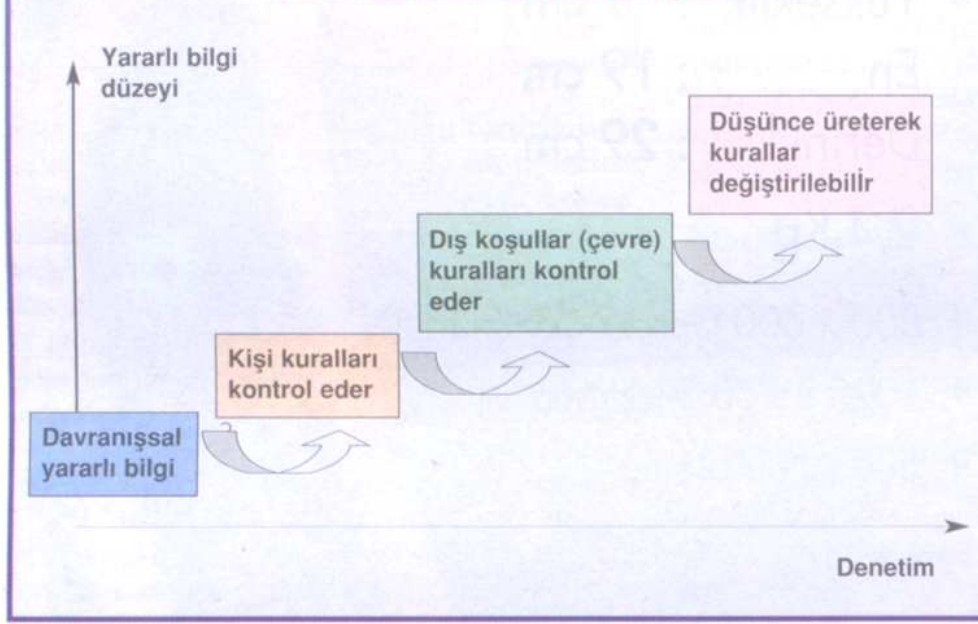 Yararlı bilgi
düzeyi
Düşünce üreterek
kurallar
değiştirilebilir
Dış koşullar (çevre)
kuralları kontrol
eder
Kişi kuralları
kontrol eder
Davranışsal
yararlı bilgi
Denetim